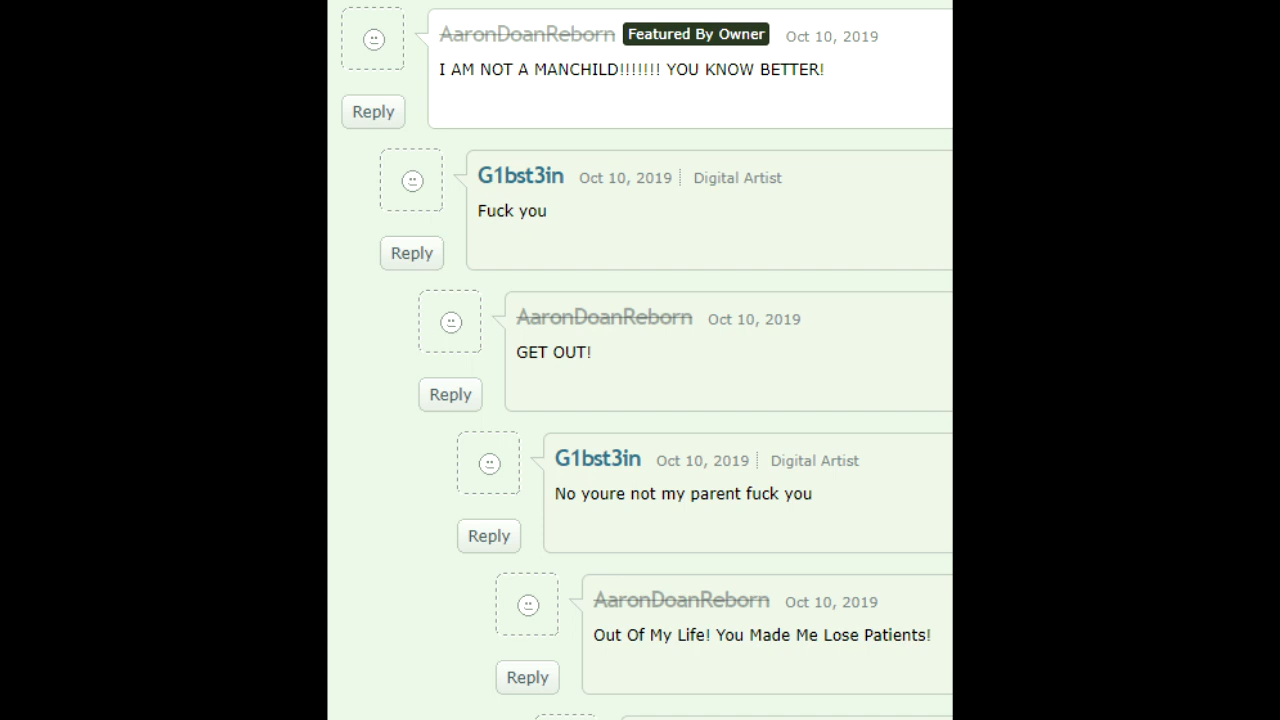 AaronDoanReborn Featured By Owner Oct 10, 2019
I AM NOT A MANCHILD!!!!!!! YOU KNOW BETTER!
Reply
G1bst3in Oct 10, 2019 Digital Artist
Fuck you
Reply
AaronDoanReborn Oct 10, 2019
GET OUT!
Reply
G1bst3in Oct 10, 2019 Digital Artist
No youre not my parent fuck you
Reply
AaronDoanReborn Oct 10, 2019
Out Of My Life! You Made Me Lose Patients!
Reply